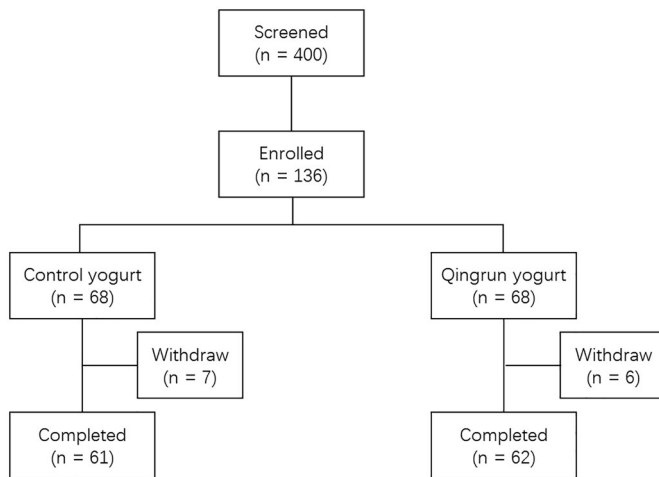 Screened
(n = 400)
Enrolled
(n = 136)
Control yogurt
(n = 68)
Qingrun yogurt
(n = 68)
Withdraw
(n = 7)
Withdraw
(n = 6)
Completed
(n = 61)
Completed
(n = 62)